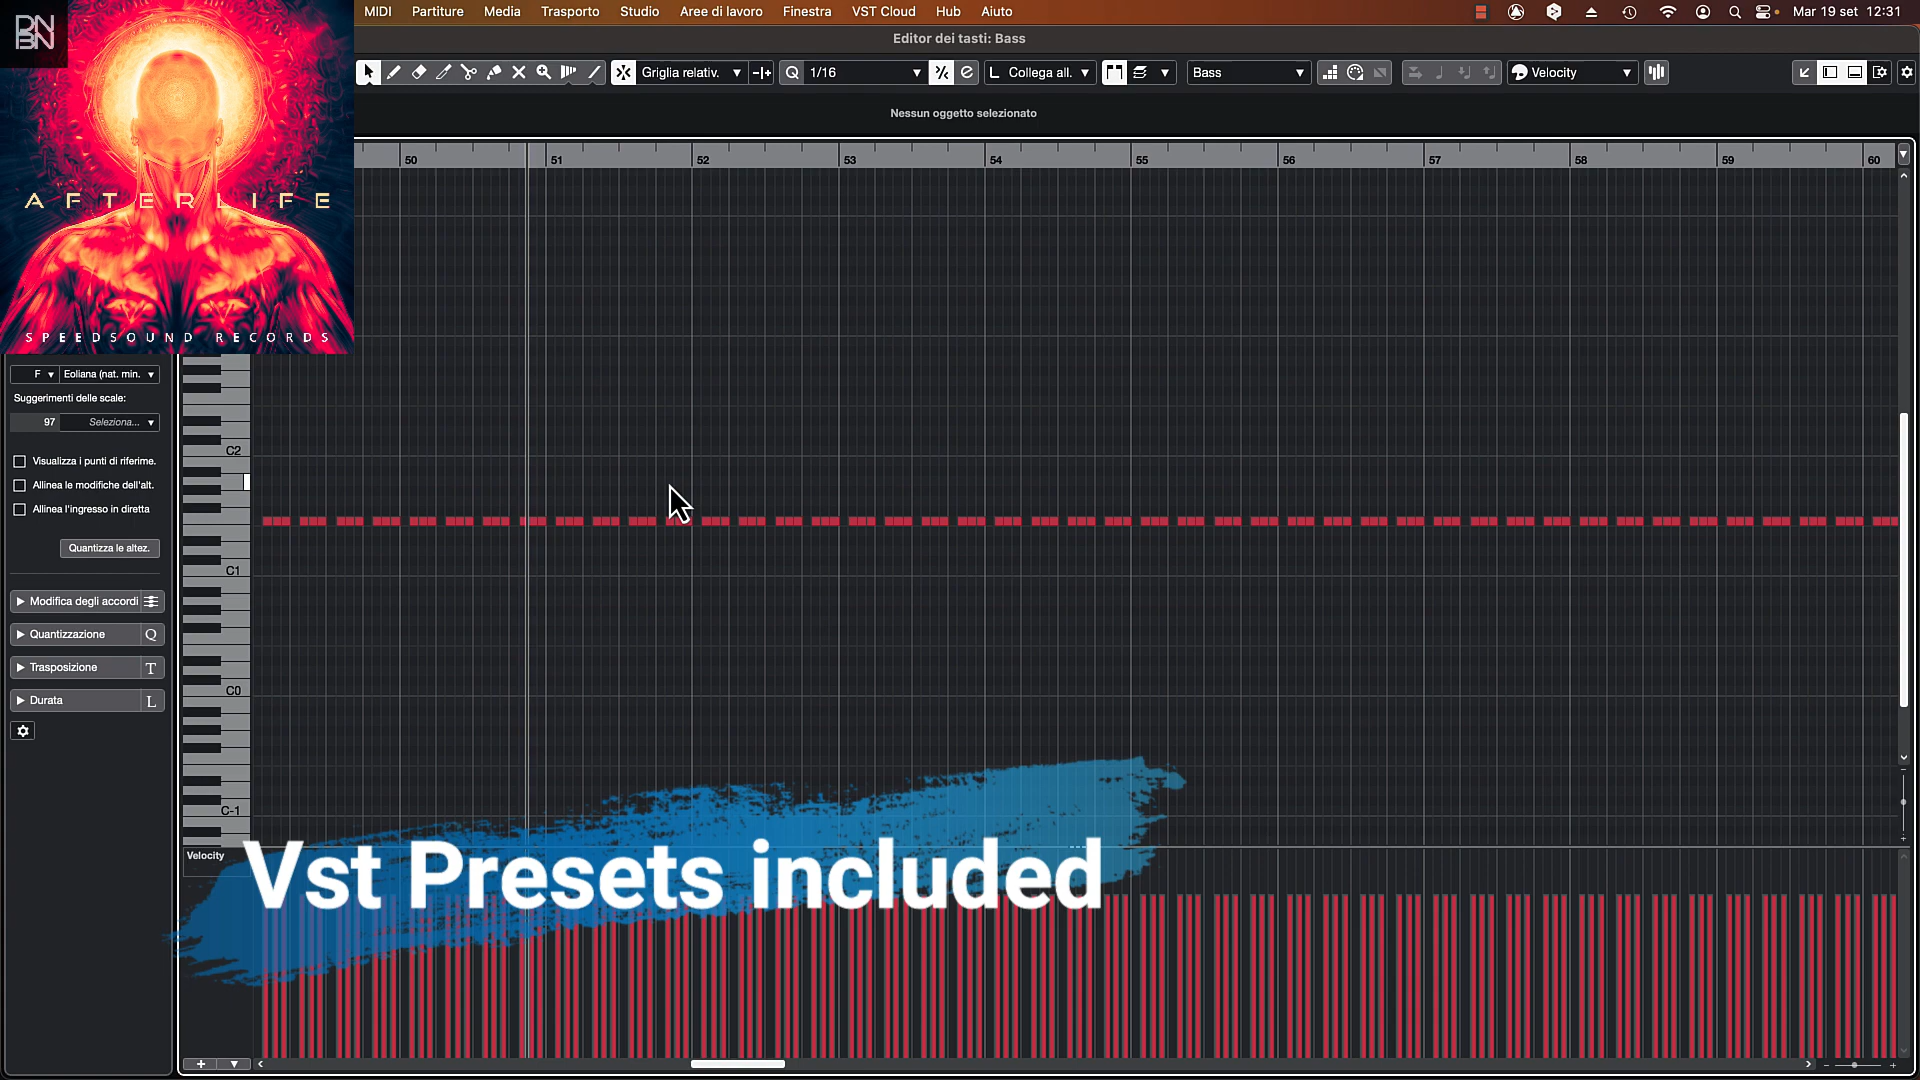 MIDI Partiture Media Trasporto Studio Aree di lavoro Finestra VST Cloud Hub Aiuto Mar 19 set 12:31
Editor dei tasti: Bass
Griglia relativ. Q 1/16 L Collega all. Bass Velocity
Nessun oggetto selezionato
50 51 52 53 54 55 56 57 58 59 60
AFTERLIFE
SPEEDSOUND RECORDS
F Eoliana (nat. min.
Suggerimenti delle scale:
97 Seleziona...
Visualizza i punti di riferime.
Allinea le modifiche dell'alt.
Allinea l'ingresso in diretta
Quantizza le altez.
Modifica degli accordi
Quantizzazione Q
Trasposizione T
Durata L
C2
C1
C0
C-1
Velocity
Vst Presets included